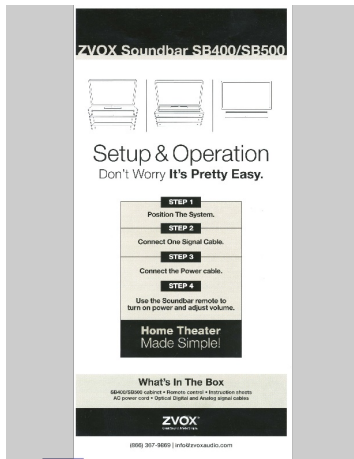 ZVOX Soundbar SB400/SB500
Setup & Operation
Don't Worry It's Pretty Easy.
STEP 1
Position The System.
STEP 2
Connect One Signal Cable.
STEP 3
Connect the Power cable.
STEP 4
Use the Soundbar remote to
turn on power and adjust volume.
Home Theater
Made Simple!
What's In The Box
SB400/SB500 cabinet • Remote control • Instruction sheets
AC power cord • Optical Digital and Analog signal cables
ZVOX
(866) 367-9869 | info@zvoxaudio.com